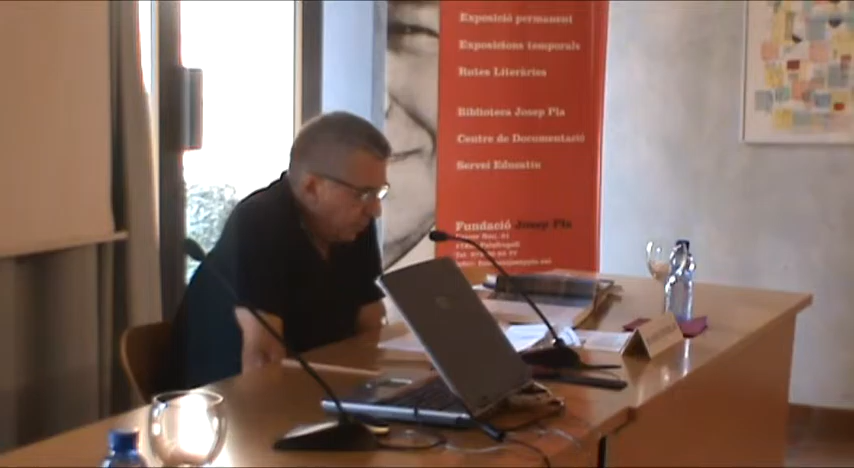 Exposició permanent
Exposicions temporals
Rutes Literàries
Biblioteca Josep Pla
Centre de Documentació
Servei Educatiu
Fundació Josep Pla